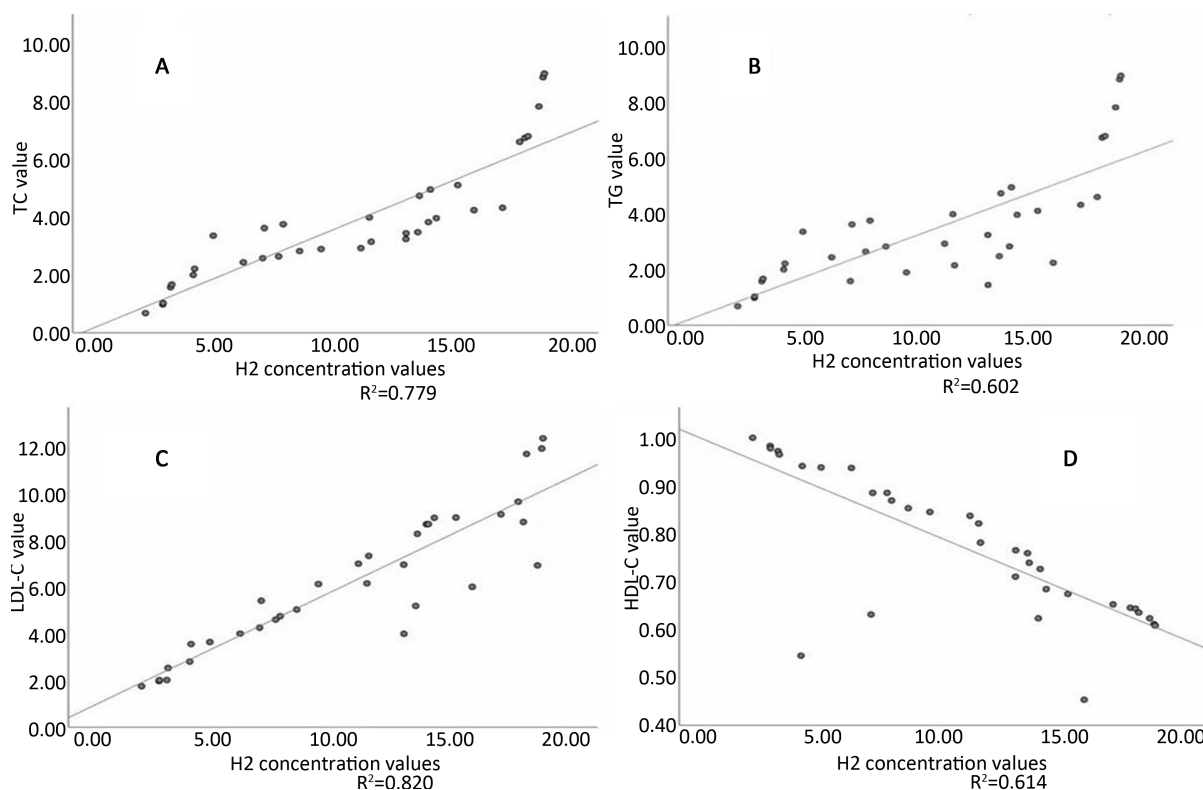 A
TC value
10.00
8.00
6.00
4.00
2.00
0.00
0.00 5.00 10.00 15.00 20.00
H2 concentration values
R²=0.779
B
TG value
10.00
8.00
6.00
4.00
2.00
0.00
0.00 5.00 10.00 15.00 20.00
H2 concentration values
R²=0.602
C
LDL-C value
12.00
10.00
8.00
6.00
4.00
2.00
0.00
0.00 5.00 10.00 15.00 20.00
H2 concentration values
R²=0.820
D
HDL-C value
1.00
0.90
0.80
0.70
0.60
0.50
0.40
0.00 5.00 10.00 15.00 20.00
H2 concentration values
R²=0.614